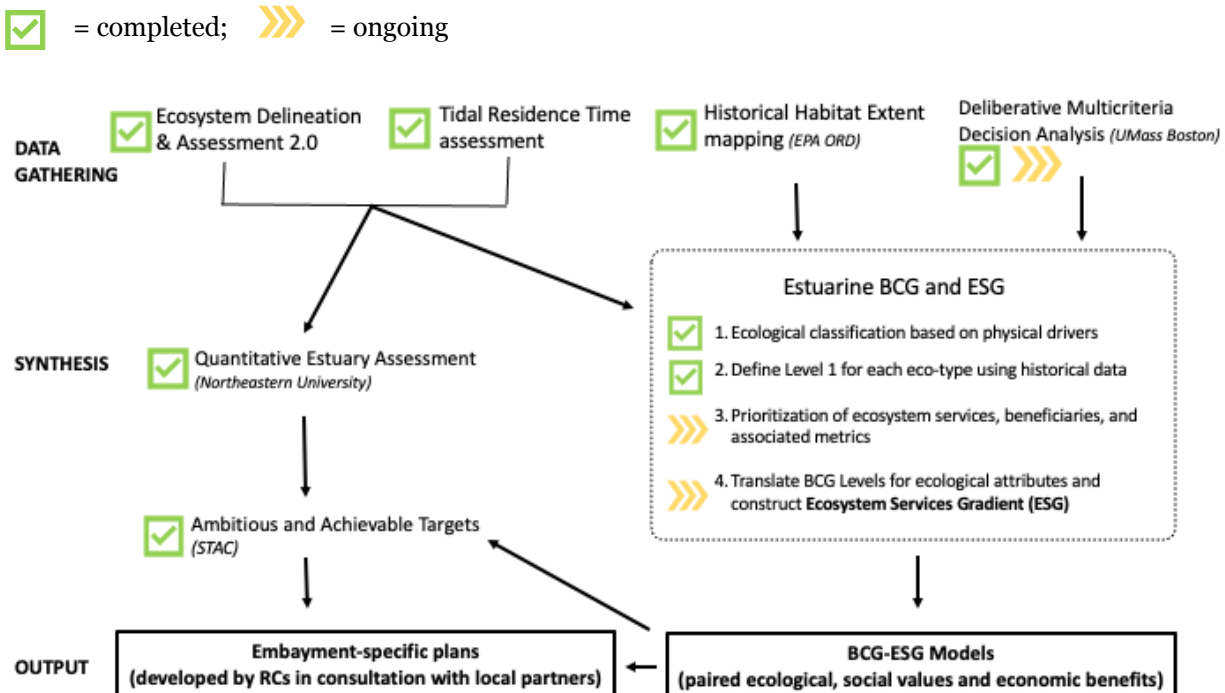 = completed; = ongoing
DATA
GATHERING
Ecosystem Delineation
& Assessment 2.0
Tidal Residence Time
assessment
Historical Habitat Extent
mapping (EPA ORD)
Deliberative Multicriteria
Decision Analysis (UMass Boston)
Estuarine BCG and ESG
1. Ecological classification based on physical drivers
2. Define Level 1 for each eco-type using historical data
3. Prioritization of ecosystem services, beneficiaries, and
associated metrics
4. Translate BCG Levels for ecological attributes and
construct Ecosystem Services Gradient (ESG)
SYNTHESIS
Quantitative Estuary Assessment
(Northeastern University)
Ambitious and Achievable Targets
(STAC)
OUTPUT
Embayment-specific plans
(developed by RCs in consultation with local partners)
BCG-ESG Models
(paired ecological, social values and economic benefits)